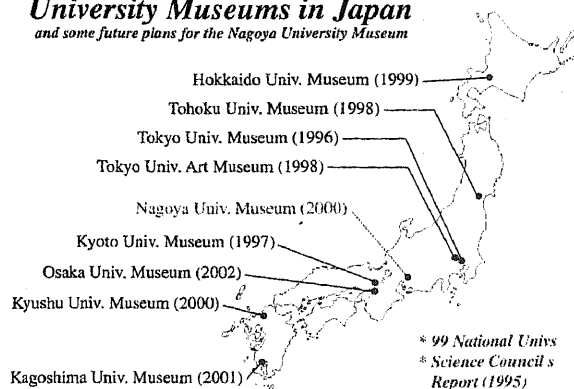 University Museums in Japan
and some future plans for the Nagoya University Museum
Hokkaido Univ. Museum (1999)
Tohoku Univ. Museum (1998)
Tokyo Univ. Museum (1996)
Tokyo Univ. Art Museum (1998)
Nagoya Univ. Museum (2000)
Kyoto Univ. Museum (1997)
Osaka Univ. Museum (2002)
Kyushu Univ. Museum (2000)
Kagoshima Univ. Museum (2001)
* 99 National Univs
* Science Council s
Report (1995)